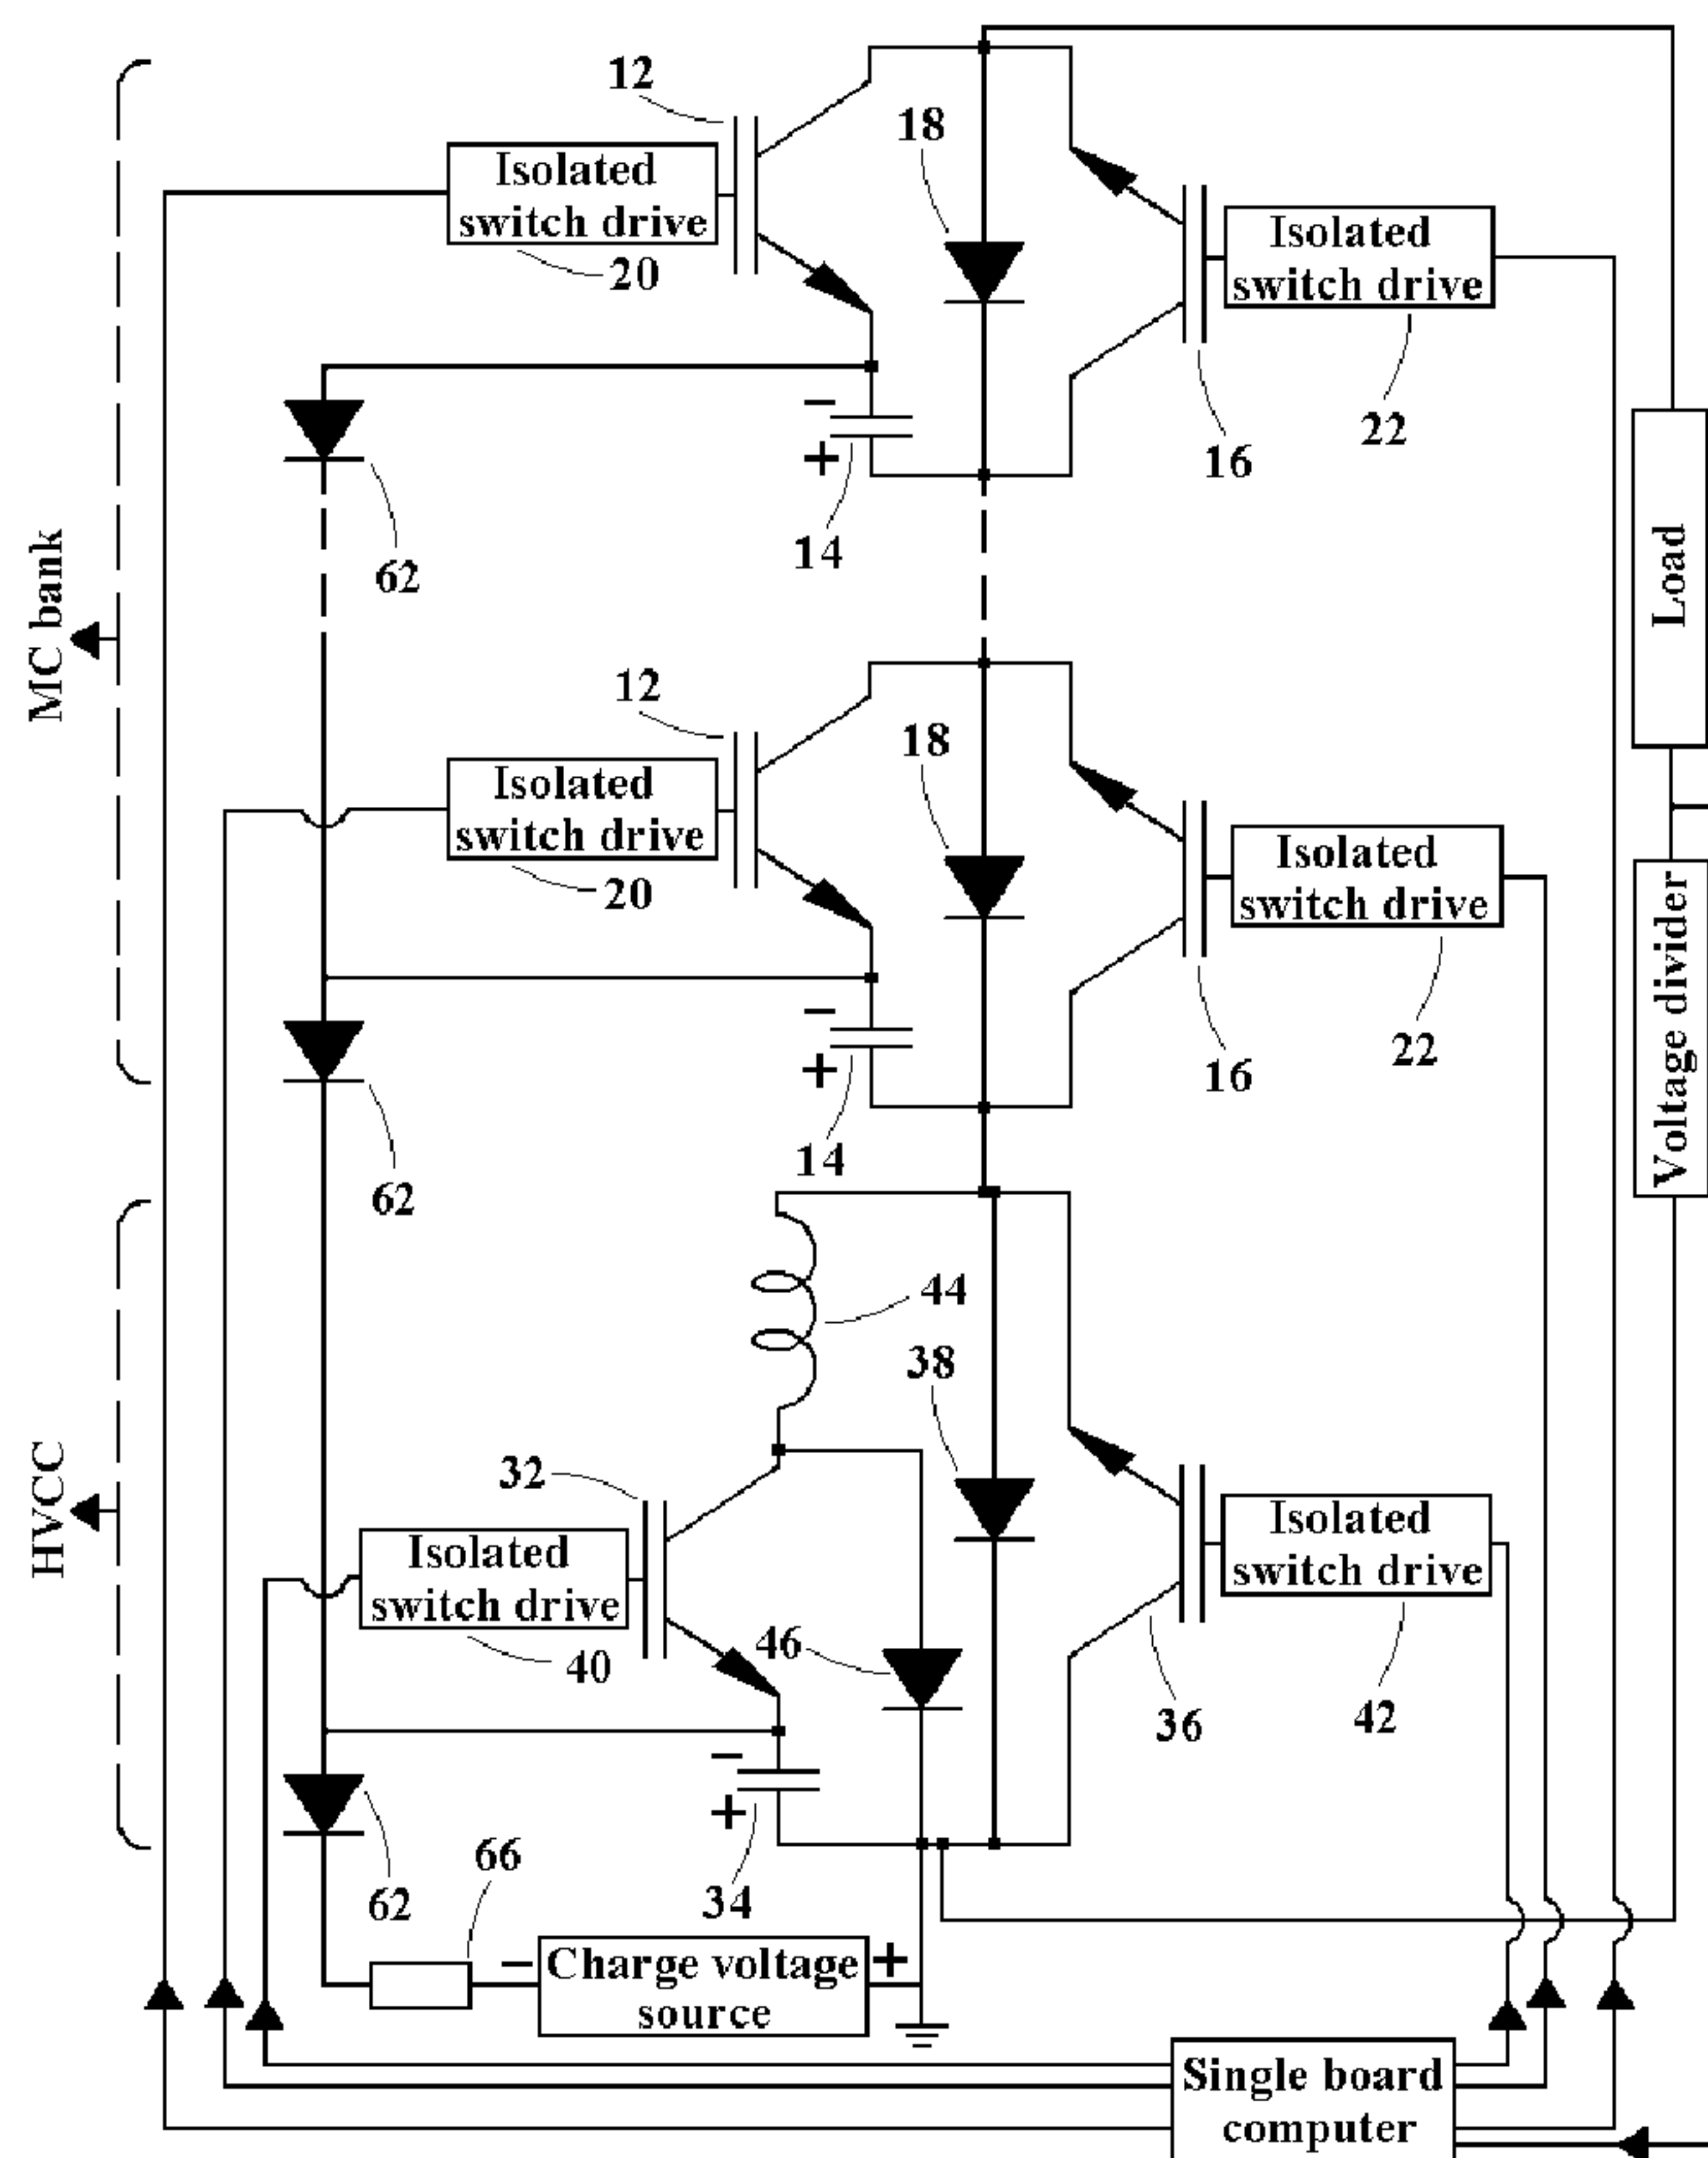 12
18
Isolated
switch drive
20
Isolated
switch drive
22
16
−
+
14
62
MC bank
Load
12
18
Isolated
switch drive
20
Isolated
switch drive
22
16
−
+
14
62
Voltage divider
44
38
HVCC
32
Isolated
switch drive
40
46
Isolated
switch drive
42
36
−
+
34
62
66
−
Charge voltage
source
+
Single board
computer